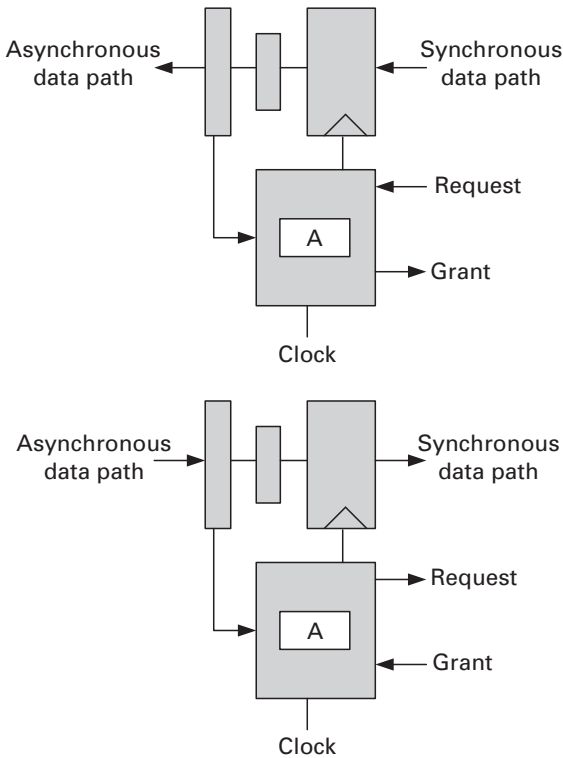 Asynchronous
data path
Synchronous
data path
Request
A
Grant
Clock
Asynchronous
data path
Synchronous
data path
Request
A
Grant
Clock